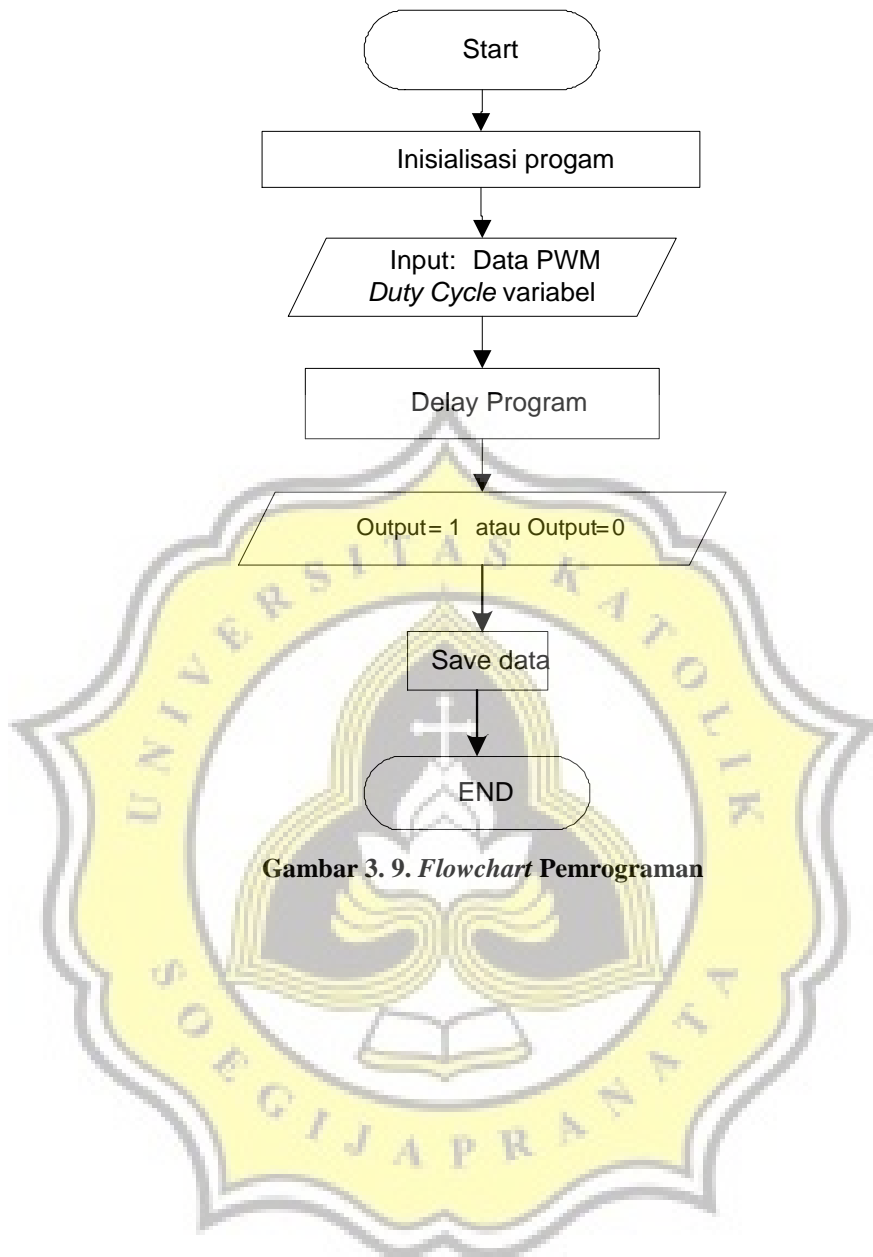 Start
Inisialisasi progam
Input: Data PWM
Duty Cycle variabel
Delay Program
Output= 1 atau Output=0
Save data
END
Gambar 3. 9. Flowchart Pemrograman
UNIVERSITAS KATOLIK
SOEGIJAPRANATA